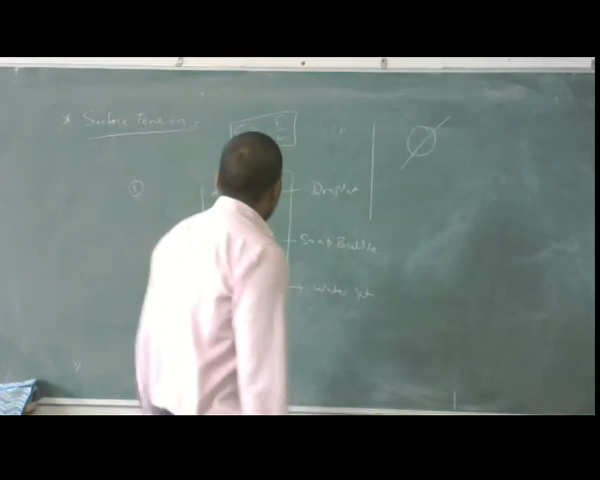 * Surface Tension :
①
Droplet
Soap Bubble
→ Water Jet